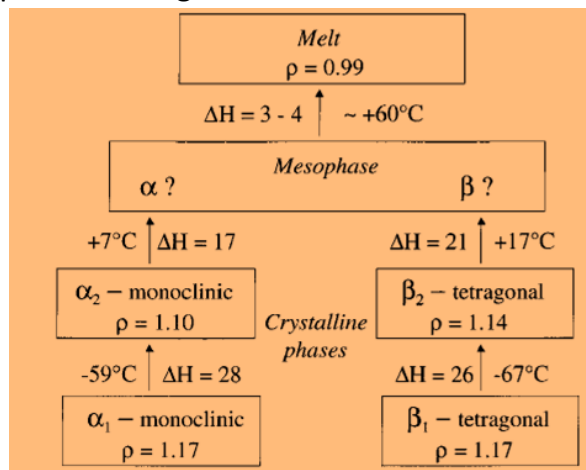 Melt
ρ = 0.99
ΔH = 3 - 4 ~ +60°C
Mesophase
α ? β ?
+7°C ΔH = 17 ΔH = 21 +17°C
α₂ – monoclinic β₂ – tetragonal
ρ = 1.10 Crystalline ρ = 1.14
phases
-59°C ΔH = 28 ΔH = 26 -67°C
α₁ – monoclinic β₁ – tetragonal
ρ = 1.17 ρ = 1.17